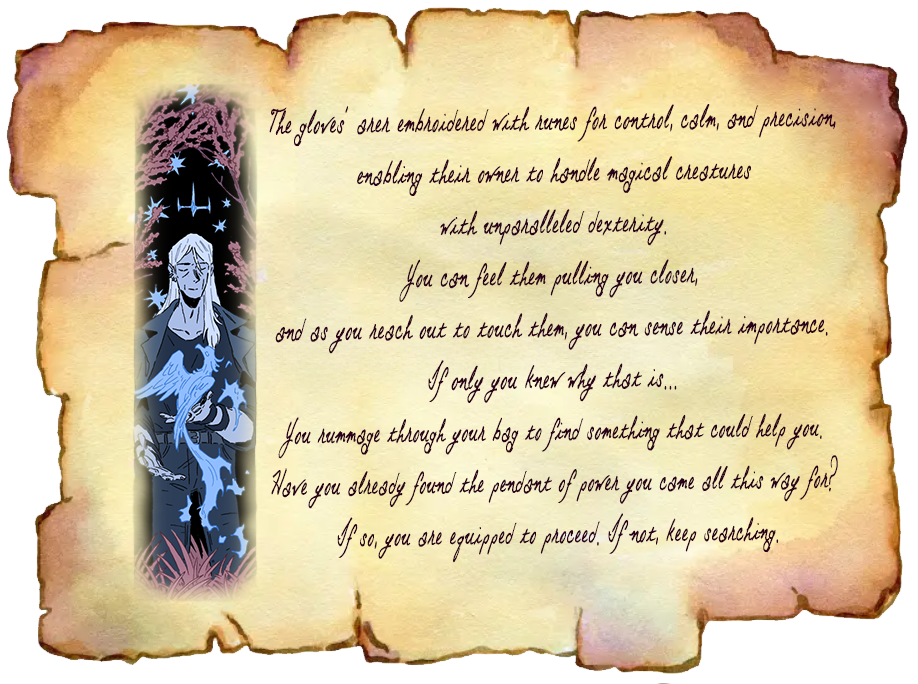 The gloves' arer embroidered with runes for control, calm, and precision,
enabling their owner to handle magical creatures
with unparalleled dexterity.
You can feel them pulling you closer,
and as you reach out to touch them, you can sense their importance.
If only you knew why that is...
You rummage through your bag to find something that could help you.
Have you already found the pendant of power you came all this way for?
If so, you are equipped to proceed. If not, keep searching.